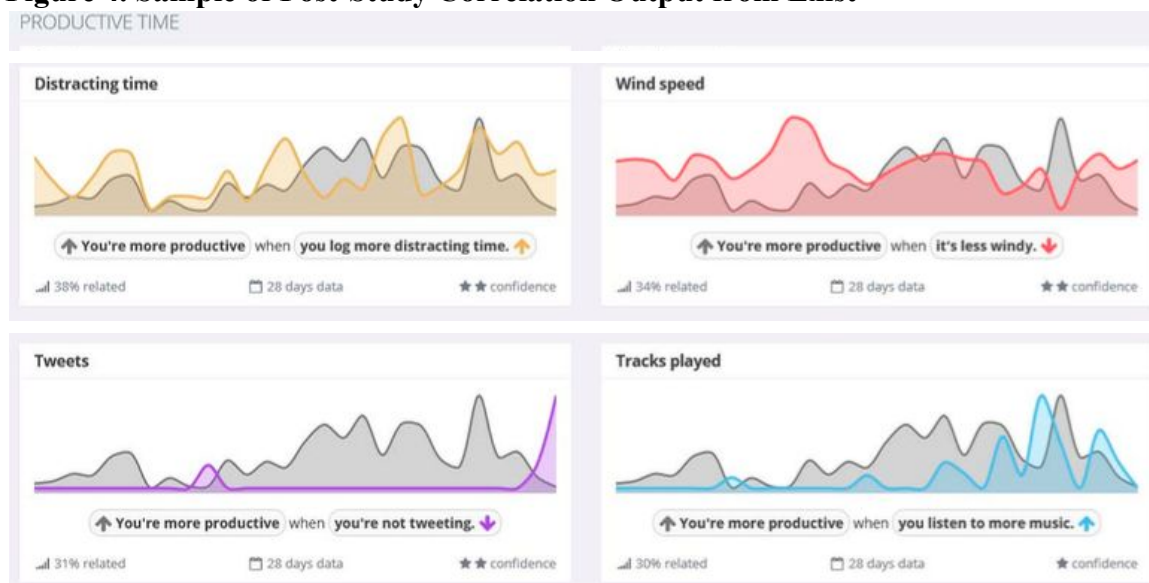 Figure 4. Sample of Post-Study Correlation Output from Exist
PRODUCTIVE TIME
Distracting time
You're more productive when you log more distracting time.
38% related 28 days data confidence
Wind speed
You're more productive when it's less windy.
34% related 28 days data confidence
Tweets
You're more productive when you're not tweeting.
31% related 28 days data confidence
Tracks played
You're more productive when you listen to more music.
30% related 28 days data confidence